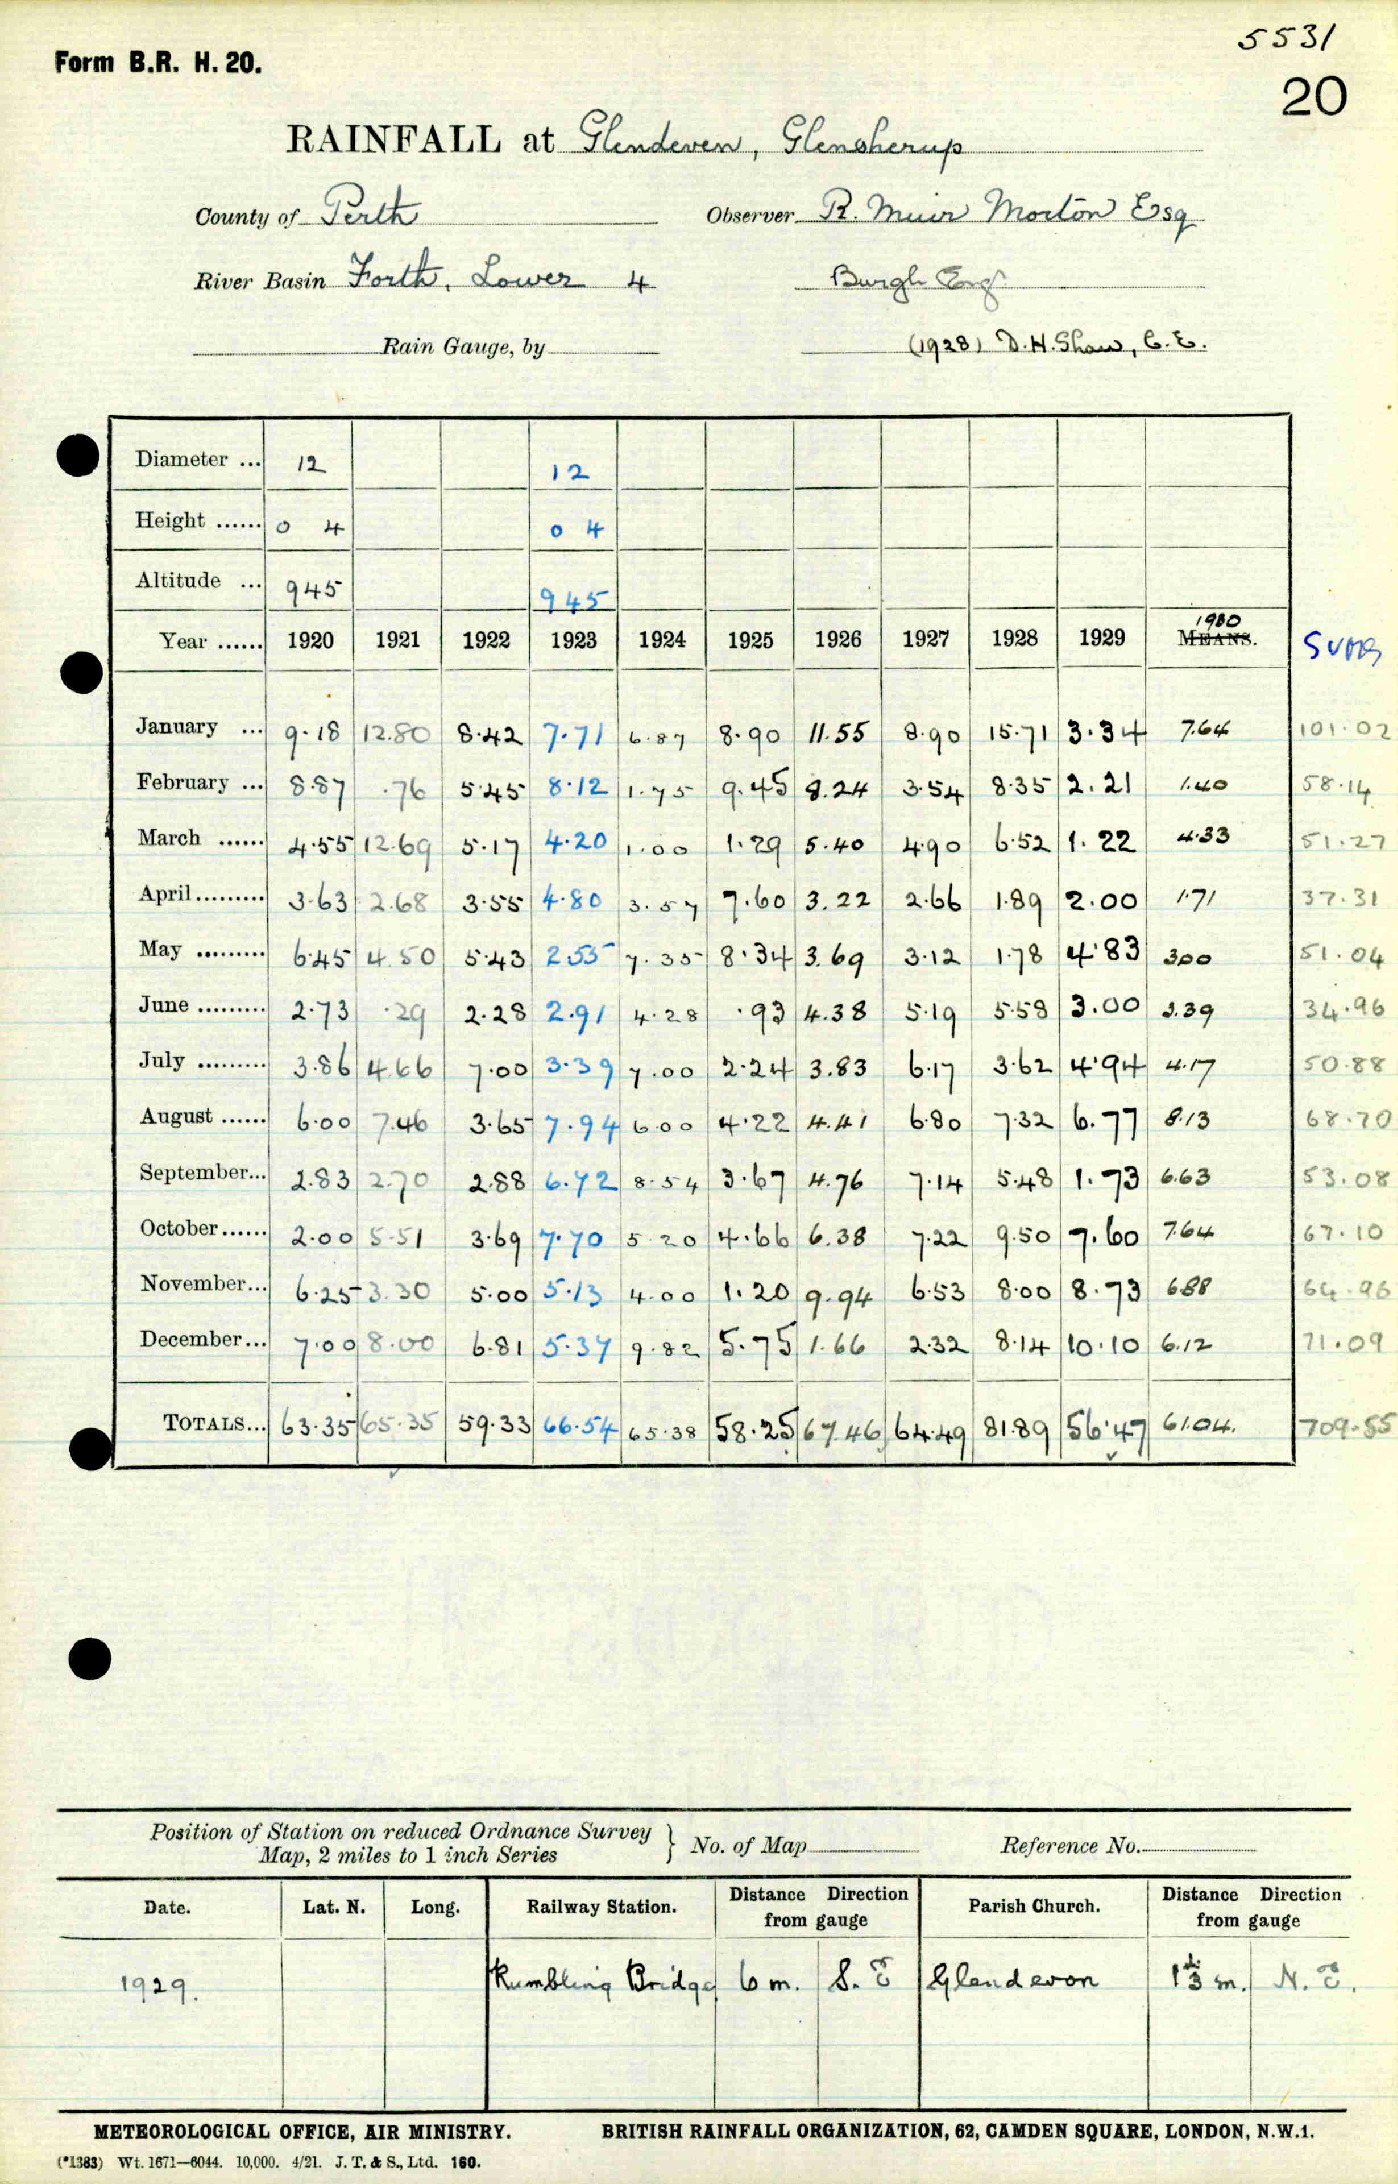 5531
Form B.R. H. 20.
20
RAINFALL at Glendeven, Glensherup
County of Perth Observer R. Muir Morton Esq
River Basin Forth, Lower 4 Burgh Engr
Rain Gauge, by (1928) D.H. Shaw, C.E.
Diameter ... 12 12
Height ...... 0 4 0 4
Altitude ... 945 945
Year ...... 1920 1921 1922 1923 1924 1925 1926 1927 1928 1929 1930 MEANS. Sums
January ... 9.18 12.80 8.42 7.71 6.87 8.90 11.55 8.90 15.71 3.34 7.64 101.02
February ... 8.87 .76 5.45 8.12 1.75 9.45 8.24 3.54 8.35 2.21 1.40 58.14
March ...... 4.55 12.69 5.17 4.20 1.00 1.29 5.40 4.90 6.52 1.22 4.33 51.27
April ......... 3.63 2.68 3.55 4.80 3.57 7.60 3.22 2.66 1.89 2.00 1.71 37.31
May ......... 6.45 4.50 5.43 2.55 7.35 8.34 3.69 3.12 1.78 4.83 3.00 51.04
June ......... 2.73 .29 2.28 2.91 4.28 .93 4.38 5.19 5.58 3.00 3.39 34.96
July ......... 3.86 4.66 7.00 3.39 7.00 2.24 3.83 6.17 3.62 4.94 4.17 50.88
August ...... 6.00 7.46 3.65 7.94 6.00 4.22 4.41 6.80 7.32 6.77 8.13 68.70
September... 2.83 2.70 2.88 6.72 8.54 3.67 4.76 7.14 5.48 1.73 6.63 53.08
October...... 2.00 5.51 3.69 7.70 5.20 4.66 6.38 7.22 9.50 7.60 7.64 67.10
November... 6.25 3.30 5.00 5.13 4.00 1.20 9.94 6.53 8.00 8.73 6.88 64.96
December... 7.00 8.00 6.81 5.37 9.82 5.75 1.66 2.32 8.14 10.10 6.12 71.09
TOTALS... 63.35 65.35 59.33 66.54 65.38 58.25 67.46 64.49 81.89 56.47 61.04. 709.55
Position of Station on reduced Ordnance Survey Map, 2 miles to 1 inch Series } No. of Map Reference No.
Date. Lat. N. Long. Railway Station. Distance Direction from gauge Parish Church. Distance Direction from gauge
1929. Rumbling Bridge 6 m. S. E Glendevon 1⅓ m. N. E.
METEOROLOGICAL OFFICE, AIR MINISTRY. BRITISH RAINFALL ORGANIZATION, 62, CAMDEN SQUARE, LONDON, N.W.1.
(*1383) Wt. 1671—6044. 10,000. 4/21. J. T. & S., Ltd. 160.